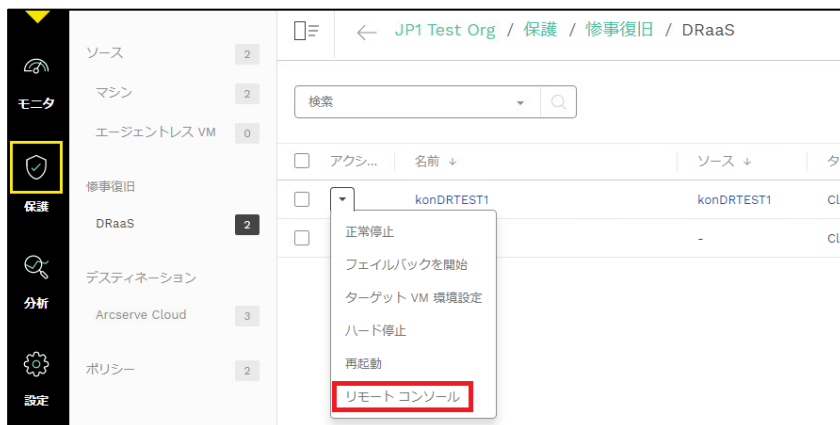 JP1 Test Org / 保護 / 惨事復旧 / DRaaS
モニタ
保護
分析
設定
ソース 2
マシン 2
エージェントレス VM 0
惨事復旧
DRaaS 2
デスティネーション
Arcserve Cloud 3
ポリシー 2
検索
アクシ... 名前 ソース タ
konDRTEST1 konDRTEST1 Cl
- Cl
正常停止
フェイルバックを開始
ターゲット VM 環境設定
ハード停止
再起動
リモート コンソール